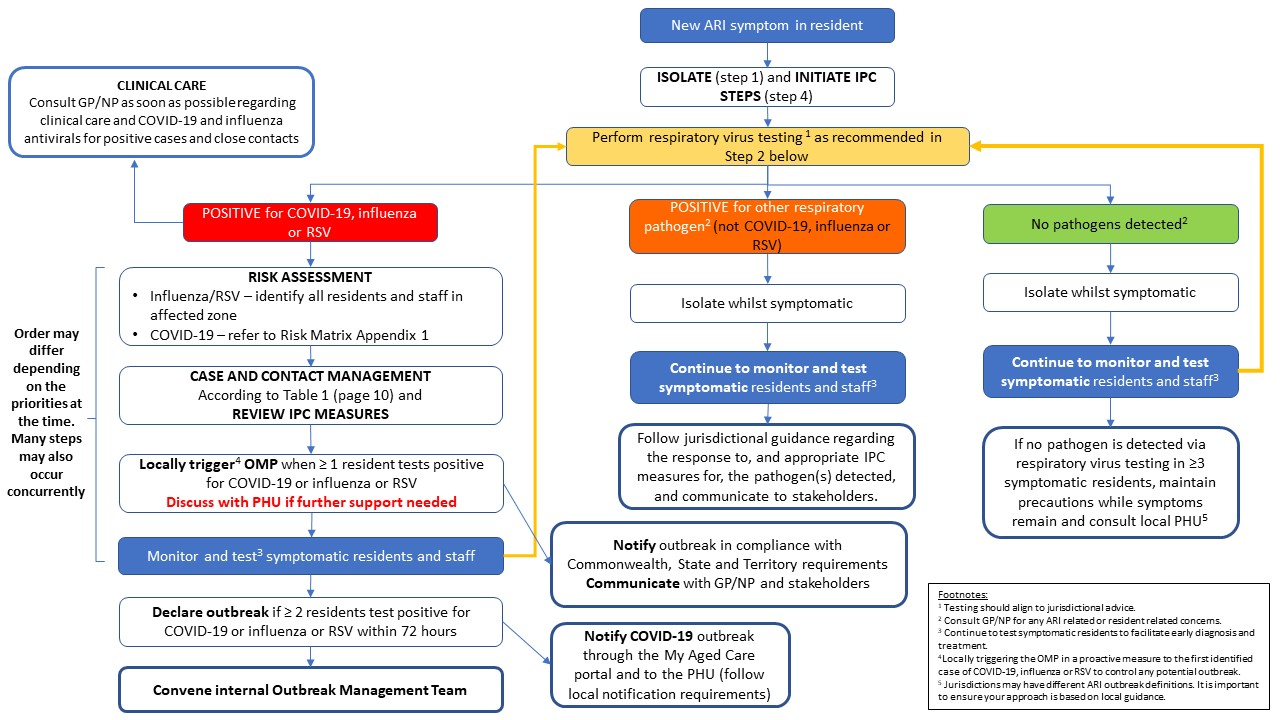 New ARI symptom in resident
ISOLATE (step 1) and INITIATE IPC
STEPS (step 4)
CLINICAL CARE
Consult GP/NP as soon as possible regarding
clinical care and COVID-19 and influenza
antivirals for positive cases and close contacts
Perform respiratory virus testing 1 as recommended in
Step 2 below
POSITIVE for COVID-19, influenza
or RSV
POSITIVE for other respiratory
pathogen2 (not COVID-19, influenza or
RSV)
No pathogens detected2
RISK ASSESSMENT
• Influenza/RSV – identify all residents and staff in
affected zone
• COVID-19 – refer to Risk Matrix Appendix 1
Isolate whilst symptomatic
Isolate whilst symptomatic
Order may
differ
depending
on the
priorities at
the time.
Many steps
may also
occur
concurrently
CASE AND CONTACT MANAGEMENT
According to Table 1 (page 10) and
REVIEW IPC MEASURES
Continue to monitor and test
symptomatic residents and staff3
Continue to monitor and test
symptomatic residents and staff3
Locally trigger4 OMP when ≥ 1 resident tests positive
for COVID-19 or influenza or RSV
Discuss with PHU if further support needed
Follow jurisdictional guidance regarding
the response to, and appropriate IPC
measures for, the pathogen(s) detected,
and communicate to stakeholders.
If no pathogen is detected via
respiratory virus testing in ≥3
symptomatic residents, maintain
precautions while symptoms
remain and consult local PHU5
Monitor and test3 symptomatic residents and staff
Notify outbreak in compliance with
Commonwealth, State and Territory requirements
Communicate with GP/NP and stakeholders
Declare outbreak if ≥ 2 residents test positive for
COVID-19 or influenza or RSV within 72 hours
Notify COVID-19 outbreak
through the My Aged Care
portal and to the PHU (follow
local notification requirements)
Convene internal Outbreak Management Team
Footnotes:
1 Testing should align to jurisdictional advice.
2 Consult GP/NP for any ARI related or resident related concerns.
3 Continue to test symptomatic residents to facilitate early diagnosis and
treatment.
4Locally triggering the OMP in a proactive measure to the first identified
case of COVID-19, influenza or RSV to control any potential outbreak.
5 Jurisdictions may have different ARI outbreak definitions. It is important
to ensure your approach is based on local guidance.